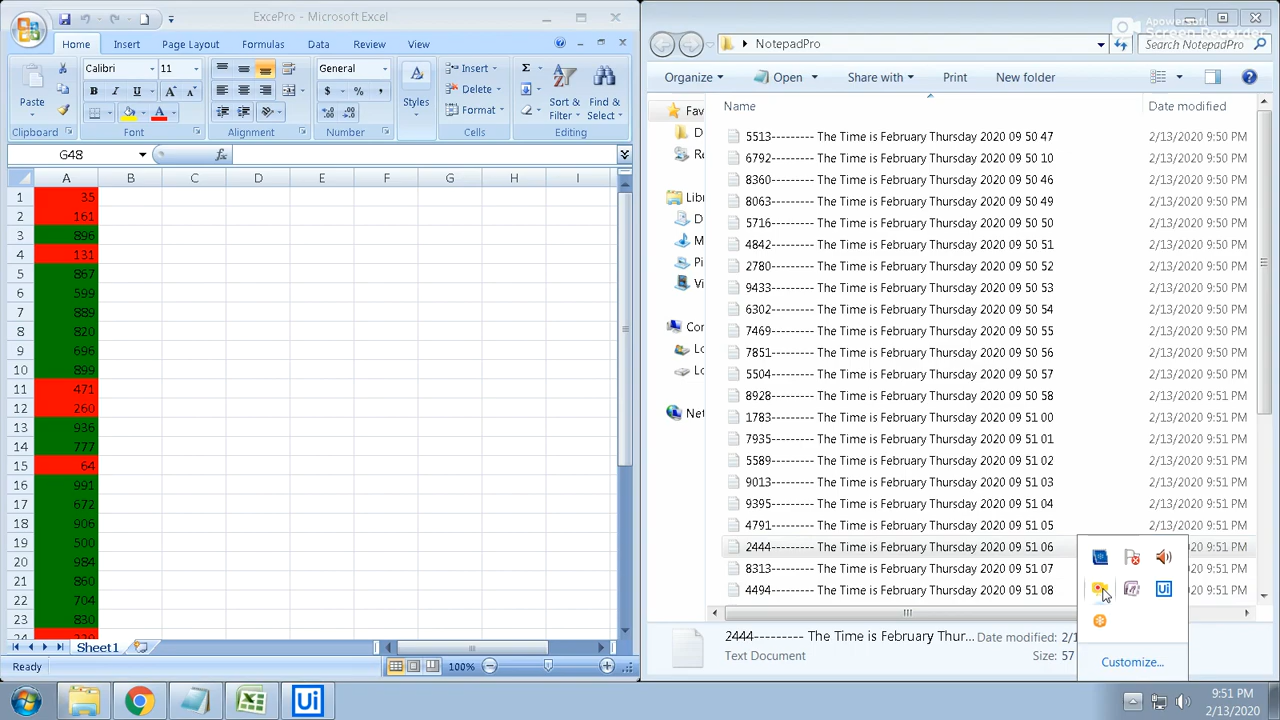 ExcePro - Microsoft Excel
Home Insert Page Layout Formulas Data Review View
Calibri 11 General Insert
Paste B I U Styles Delete Sort & Filter Find & Select
Format
Clipboard Font Alignment Number Cells Editing
G48 fx
A B C D E F G H I
1 35
2 161
3 896
4 131
5 867
6 599
7 889
8 820
9 696
10 899
11 471
12 260
13 936
14 777
15 64
16 991
17 672
18 906
19 500
20 984
21 860
22 704
23 830
24
Sheet1
Ready 100%
Apowersoft
Screen Recorder
NotepadPro Search NotepadPro
Organize Open Share with Print New folder
Name Date modified
Fav
D
Re
Libr
D
M
Pi
Vi
Con
Lo
Lo
Net
5513--------- The Time is February Thursday 2020 09 50 47 2/13/2020 9:50 PM
6792--------- The Time is February Thursday 2020 09 50 10 2/13/2020 9:50 PM
8360--------- The Time is February Thursday 2020 09 50 46 2/13/2020 9:50 PM
8063--------- The Time is February Thursday 2020 09 50 49 2/13/2020 9:50 PM
5716--------- The Time is February Thursday 2020 09 50 50 2/13/2020 9:50 PM
4842--------- The Time is February Thursday 2020 09 50 51 2/13/2020 9:50 PM
2780--------- The Time is February Thursday 2020 09 50 52 2/13/2020 9:50 PM
9433--------- The Time is February Thursday 2020 09 50 53 2/13/2020 9:50 PM
6302--------- The Time is February Thursday 2020 09 50 54 2/13/2020 9:50 PM
7469--------- The Time is February Thursday 2020 09 50 55 2/13/2020 9:50 PM
7851--------- The Time is February Thursday 2020 09 50 56 2/13/2020 9:50 PM
5504--------- The Time is February Thursday 2020 09 50 57 2/13/2020 9:50 PM
8928--------- The Time is February Thursday 2020 09 50 58 2/13/2020 9:51 PM
1783--------- The Time is February Thursday 2020 09 51 00 2/13/2020 9:51 PM
7935--------- The Time is February Thursday 2020 09 51 01 2/13/2020 9:51 PM
5589--------- The Time is February Thursday 2020 09 51 02 2/13/2020 9:51 PM
9013--------- The Time is February Thursday 2020 09 51 03 2/13/2020 9:51 PM
9395--------- The Time is February Thursday 2020 09 51 04 2/13/2020 9:51 PM
4791--------- The Time is February Thursday 2020 09 51 05 2/13/2020 9:51 PM
2444--------- The Time is February Thursday 2020 09 51 06
8313--------- The Time is February Thursday 2020 09 51 07
4494--------- The Time is February Thursday 2020 09 51 08
2444--------- The Time is February Thur... Date modified: 2/1
Text Document Size: 57
Customize...
Ui
Ui
9:51 PM
2/13/2020